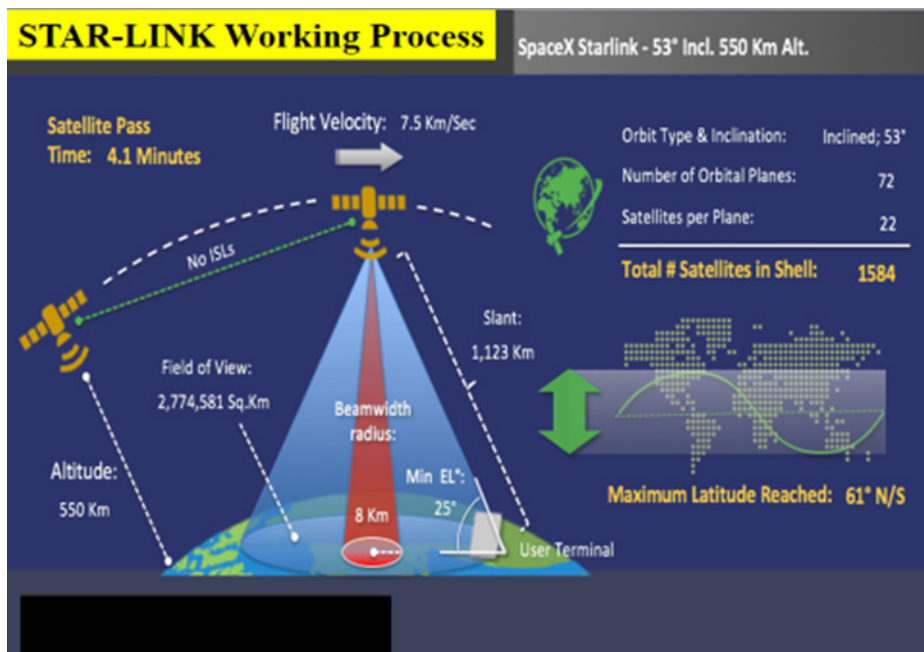 STAR-LINK Working Process
SpaceX Starlink - 53° Incl. 550 Km Alt.
Satellite Pass
Time: 4.1 Minutes
Flight Velocity: 7.5 Km/Sec
Orbit Type & Inclination: Inclined; 53°
Number of Orbital Planes: 72
Satellites per Plane: 22
Total # Satellites in Shell: 1584
No ISLs
Slant:
1,123 Km
Field of View:
2,774,581 Sq.Km
Beamwidth
radius:
8 Km
Min EL°:
25°
Altitude:
550 Km
User Terminal
Maximum Latitude Reached: 61° N/S